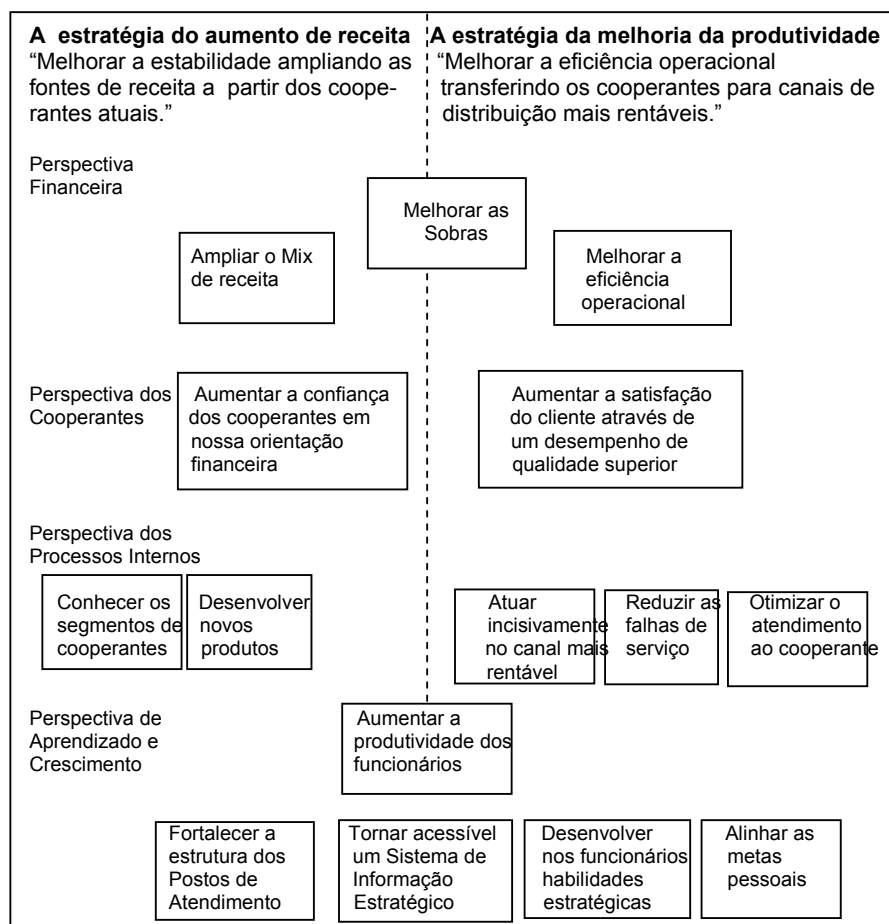 A estratégia do aumento de receita
“Melhorar a estabilidade ampliando as
fontes de receita a partir dos coope-
rantes atuais.”
A estratégia da melhoria da produtividade
“Melhorar a eficiência operacional
transferindo os cooperantes para canais de
distribuição mais rentáveis.”
Perspectiva
Financeira
Melhorar as
Sobras
Ampliar o Mix
de receita
Melhorar a
eficiência
operacional
Perspectiva dos
Cooperantes
Aumentar a confiança
dos cooperantes em
nossa orientação
financeira
Aumentar a satisfação
do cliente através de
um desempenho de
qualidade superior
Perspectiva dos
Processos Internos
Conhecer os
segmentos de
cooperantes
Desenvolver
novos
produtos
Atuar
incisivamente
no canal mais
rentável
Reduzir as
falhas de
serviço
Otimizar o
atendimento
ao cooperante
Perspectiva de
Aprendizado e
Crescimento
Aumentar a
produtividade dos
funcionários
Fortalecer a
estrutura dos
Postos de
Atendimento
Tornar acessível
um Sistema de
Informação
Estratégico
Desenvolver
nos funcionários
habilidades
estratégicas
Alinhar as
metas
pessoais